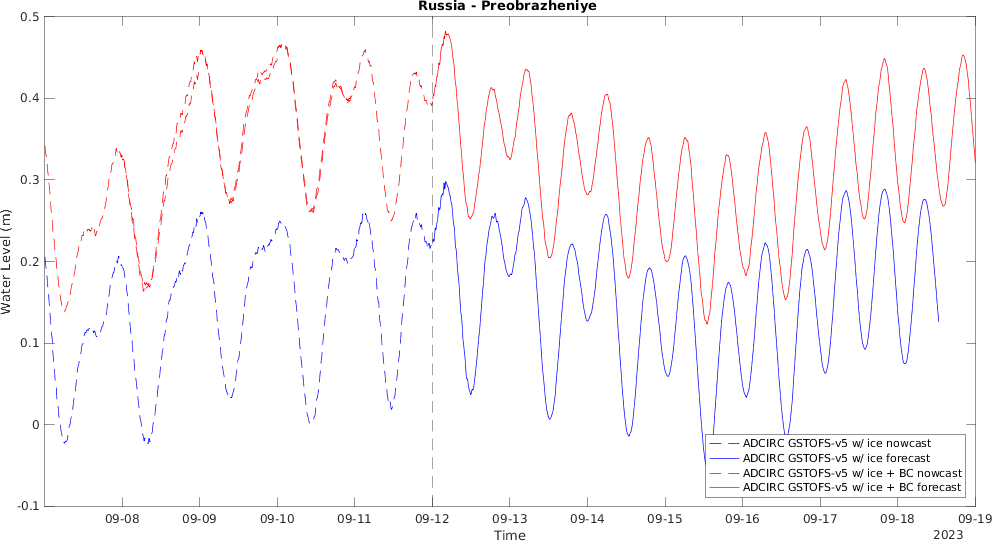 Russia - Preobrazheniye
Water Level (m)
0.5
0.4
0.3
0.2
0.1
0
-0.1
ADCIRC GSTOFS-v5 w/ ice nowcast
ADCIRC GSTOFS-v5 w/ ice forecast
ADCIRC GSTOFS-v5 w/ ice + BC nowcast
ADCIRC GSTOFS-v5 w/ ice + BC forecast
09-08 09-09 09-10 09-11 09-12 09-13 09-14 09-15 09-16 09-17 09-18 09-19
Time
2023